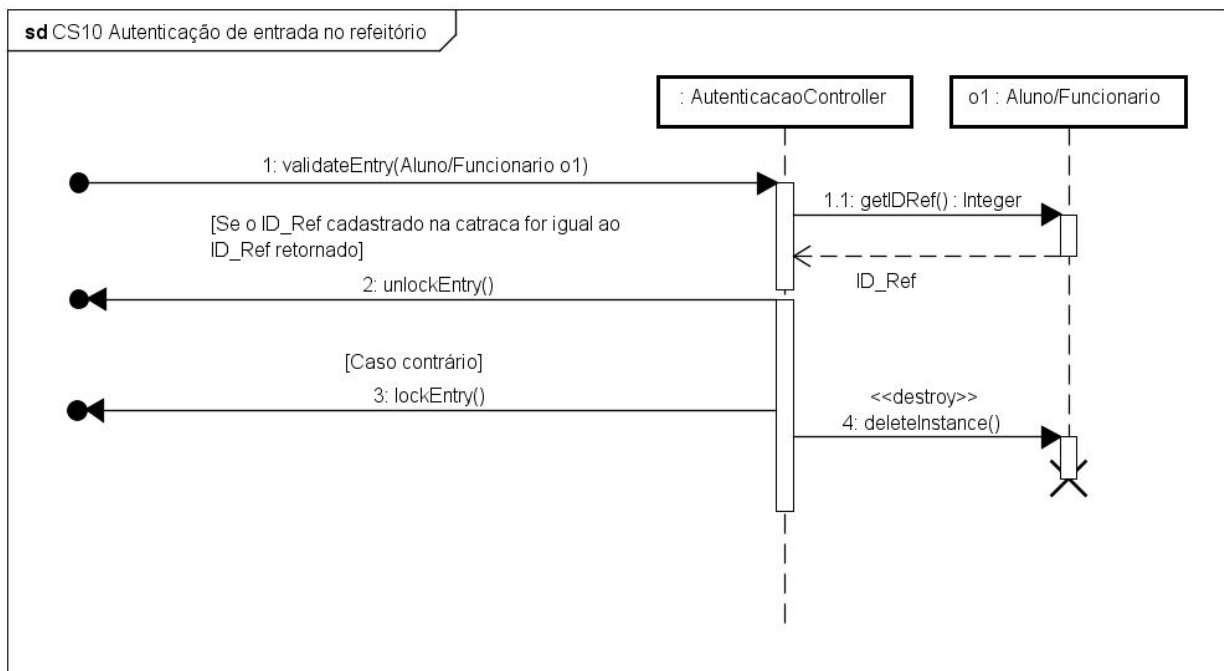 sd CS10 Autenticação de entrada no refeitório
: AutenticacaoController
o1 : Aluno/Funcionario
1: validateEntry(Aluno/Funcionario o1)
1.1: getIDRef() : Integer
[Se o ID_Ref cadastrado na catraca for igual ao
ID_Ref retornado]
ID_Ref
2: unlockEntry()
[Caso contrário]
3: lockEntry()
<<destroy>>
4: deleteInstance()